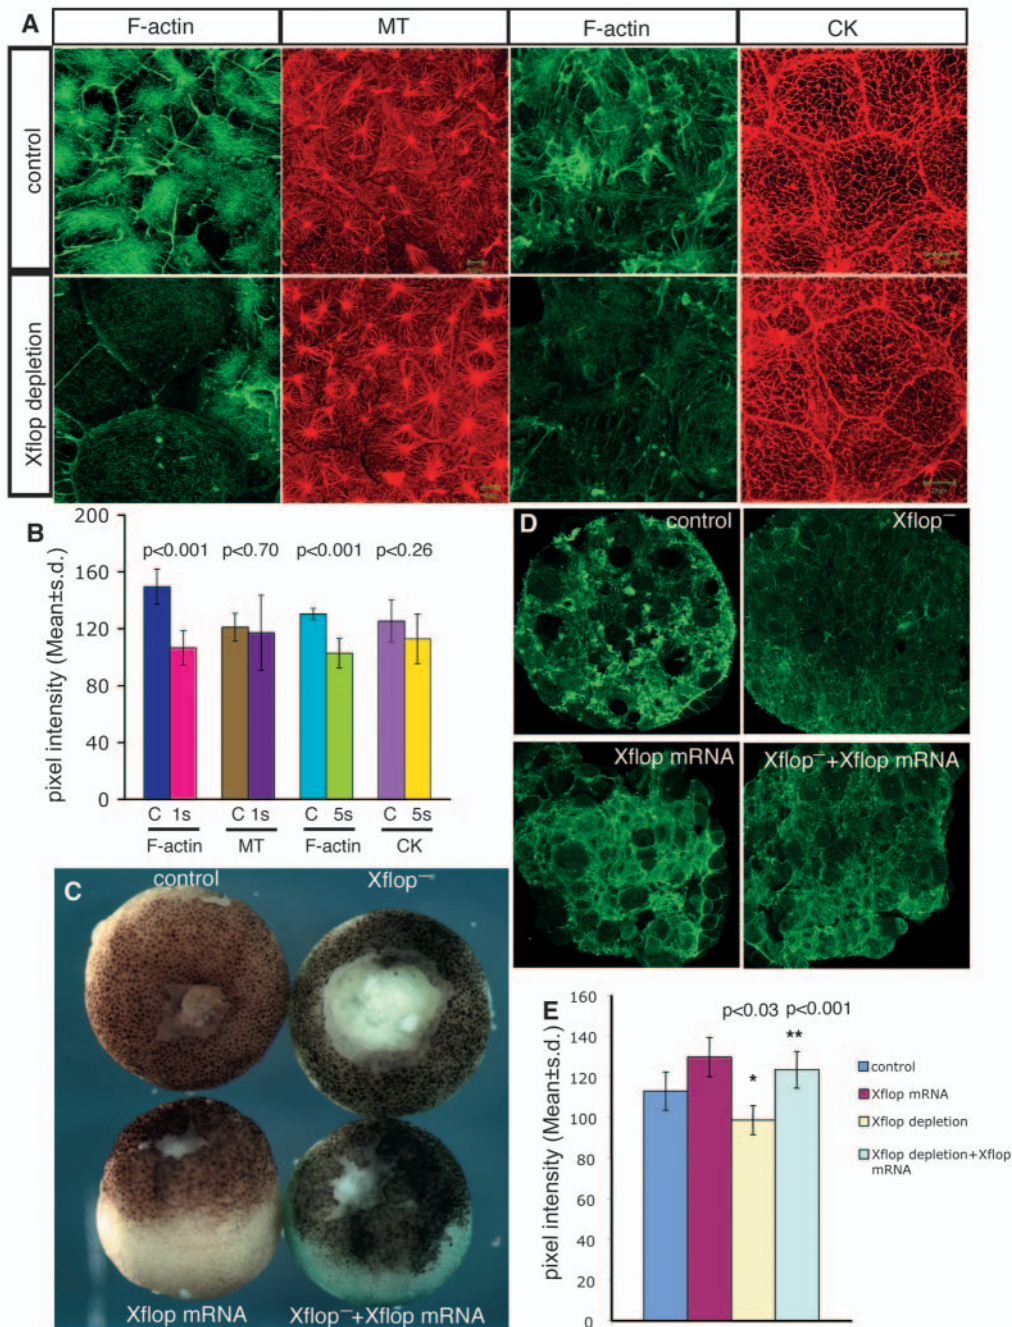 A
F-actin
MT
F-actin
CK
control
Xflop depletion
B
pixel intensity (Mean±s.d.)
200
160
120
80
40
0
p<0.001
p<0.70
p<0.001
p<0.26
C 1s
C 1s
C 5s
C 5s
F-actin
MT
F-actin
CK
C
control
Xflop⁻
Xflop mRNA
Xflop⁻+Xflop mRNA
D
control
Xflop⁻
Xflop mRNA
Xflop⁻+Xflop mRNA
E
pixel intensity (Mean±s.d.)
160
140
120
100
80
60
40
20
0
p<0.03 p<0.001
*
**
control
Xflop mRNA
Xflop depletion
Xflop depletion+Xflop
mRNA